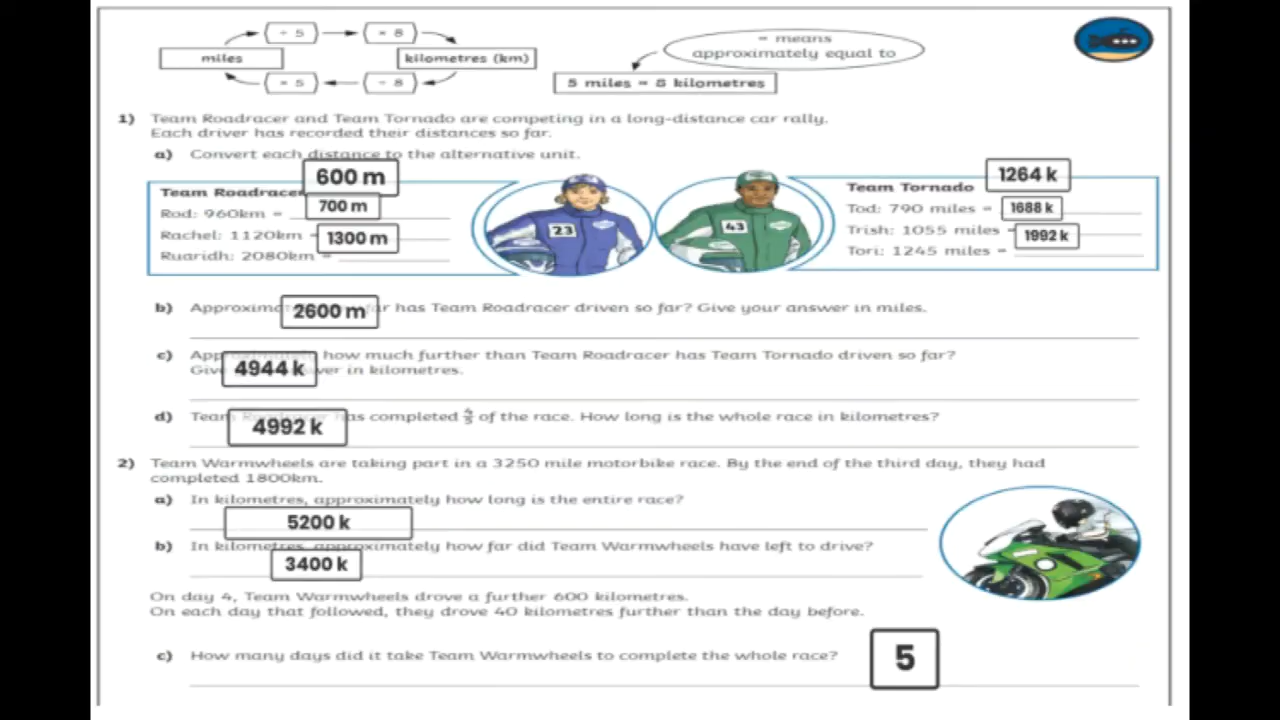 ÷ 5 × 8
miles kilometres (km)
× 5 ÷ 8
= means
approximately equal to
5 miles = 8 kilometres
1) Team Roadracer and Team Tornado are competing in a long-distance car rally.
Each driver has recorded their distances so far.
a) Convert each distance to the alternative unit.
600 m
1264 k
Team Roadracer
Team Tornado
Rod: 960km = 700 m
Tod: 790 miles = 1688 k
Rachel: 1120km = 1300 m
Trish: 1055 miles = 1992 k
Ruaridh: 2080km =
Tori: 1245 miles =
23
43
b) 2600 m far has Team Roadracer driven so far? Give your answer in miles.
c) how much further than Team Roadracer has Team Tornado driven so far?
4944 k in kilometres.
d) Team has completed 4/5 of the race. How long is the whole race in kilometres?
4992 k
2) Team Warmwheels are taking part in a 3250 mile motorbike race. By the end of the third day, they had
completed 1800km.
a) In kilometres, approximately how long is the entire race?
5200 k
b) In kilometres, approximately how far did Team Warmwheels have left to drive?
3400 k
On day 4, Team Warmwheels drove a further 600 kilometres.
On each day that followed, they drove 40 kilometres further than the day before.
c) How many days did it take Team Warmwheels to complete the whole race?
5